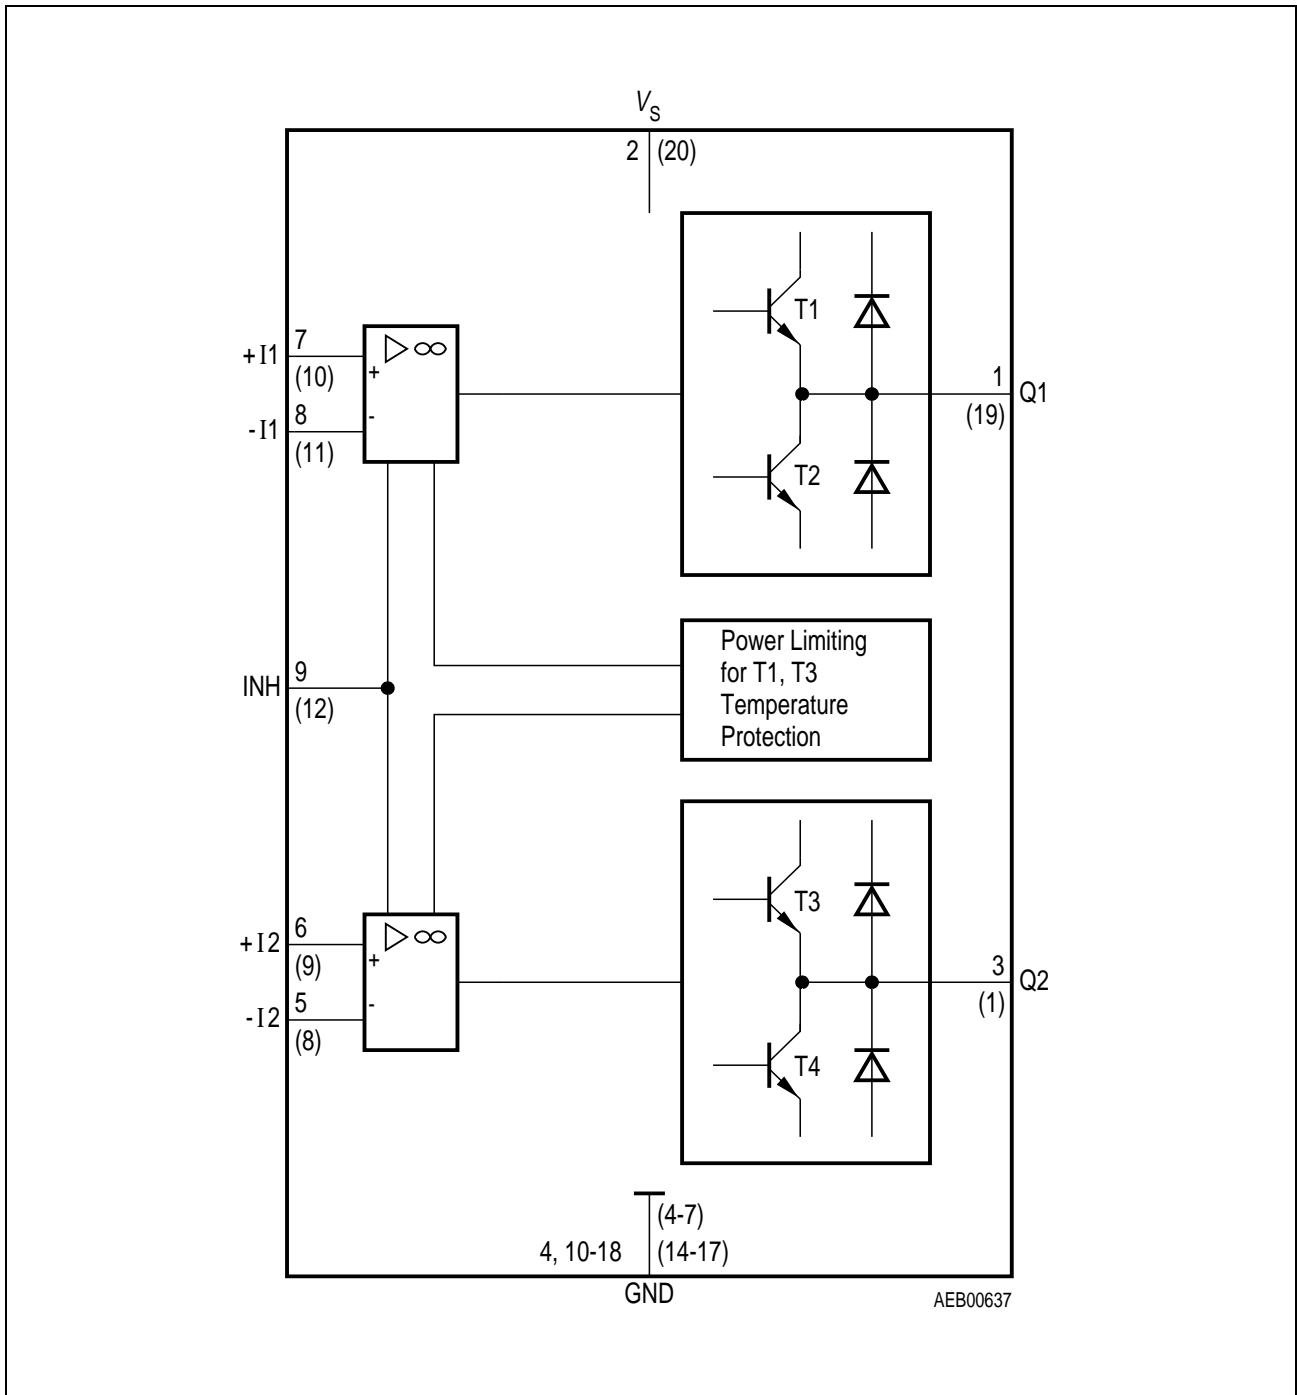 VS
2 (20)
T1
7
+I1
(10)
▷ ∞
+
8
-I1
-
(11)
1
Q1
(19)
T2
Power Limiting
for T1, T3
Temperature
Protection
9
INH
(12)
T3
6
+I2
(9)
▷ ∞
+
5
-I2
-
(8)
3
Q2
(1)
T4
(4-7)
4, 10-18 (14-17)
GND
AEB00637